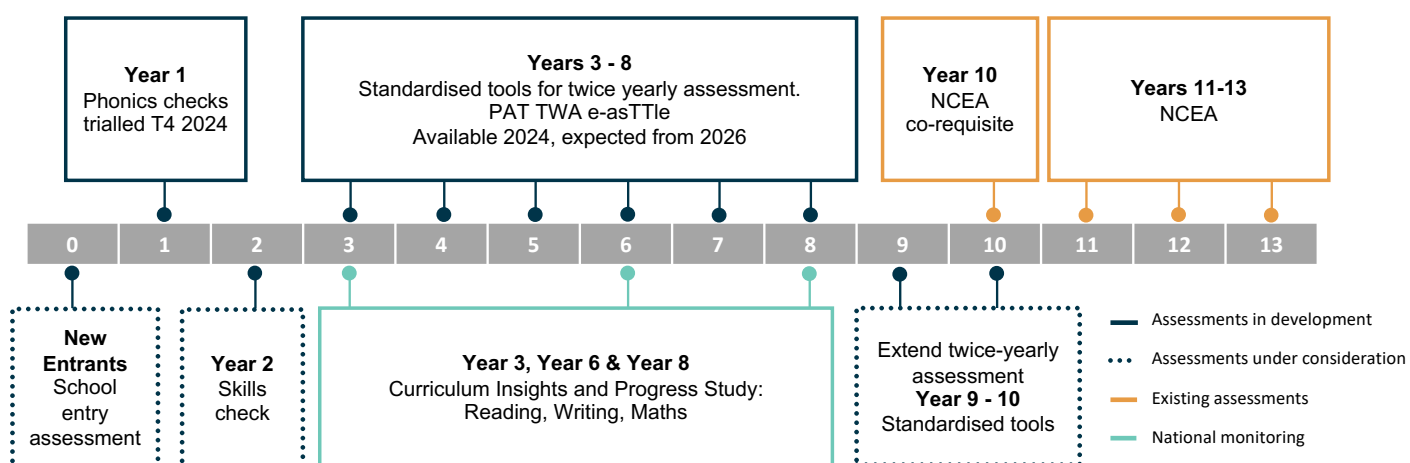 Year 1
Phonics checks
trialled T4 2024
Years 3 - 8
Standardised tools for twice yearly assessment.
PAT TWA e-asTTle
Available 2024, expected from 2026
Year 10
NCEA
co-requisite
Years 11-13
NCEA
0 1 2 3 4 5 6 7 8 9 10 11 12 13
New
Entrants
School
entry
assessment
Year 2
Skills
check
Year 3, Year 6 & Year 8
Curriculum Insights and Progress Study:
Reading, Writing, Maths
Extend twice-yearly
assessment
Year 9 - 10
Standardised tools
Assessments in development
Assessments under consideration
Existing assessments
National monitoring